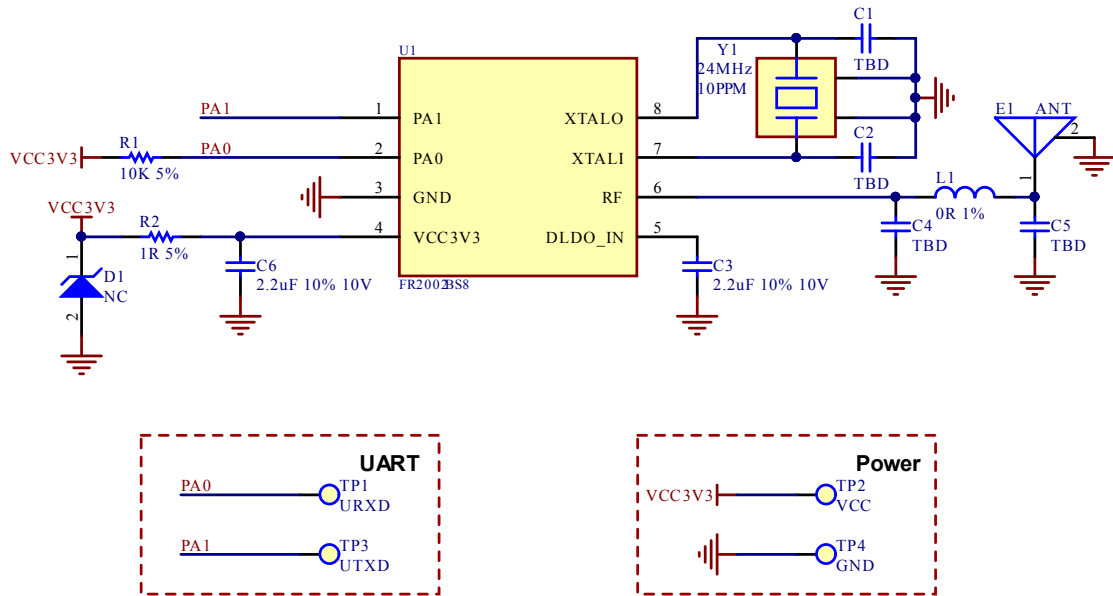 C1
TBD
U1
Y1
24MHz
10PPM
E1
ANT
2
1
PA1
1
PA1
XTALO
8
C2
TBD
VCC3V3
R1
10K 5%
PA0
2
PA0
XTALI
7
3
GND
RF
6
L1
0R 1%
C4
TBD
C5
TBD
VCC3V3
R2
1R 5%
4
VCC3V3
DLDO_IN
5
1
D1
NC
2
C6
2.2uF 10% 10V
FR2002BS8
C3
2.2uF 10% 10V
UART
PA0
TP1
URXD
PA1
TP3
UTXD
Power
VCC3V3
TP2
VCC
TP4
GND